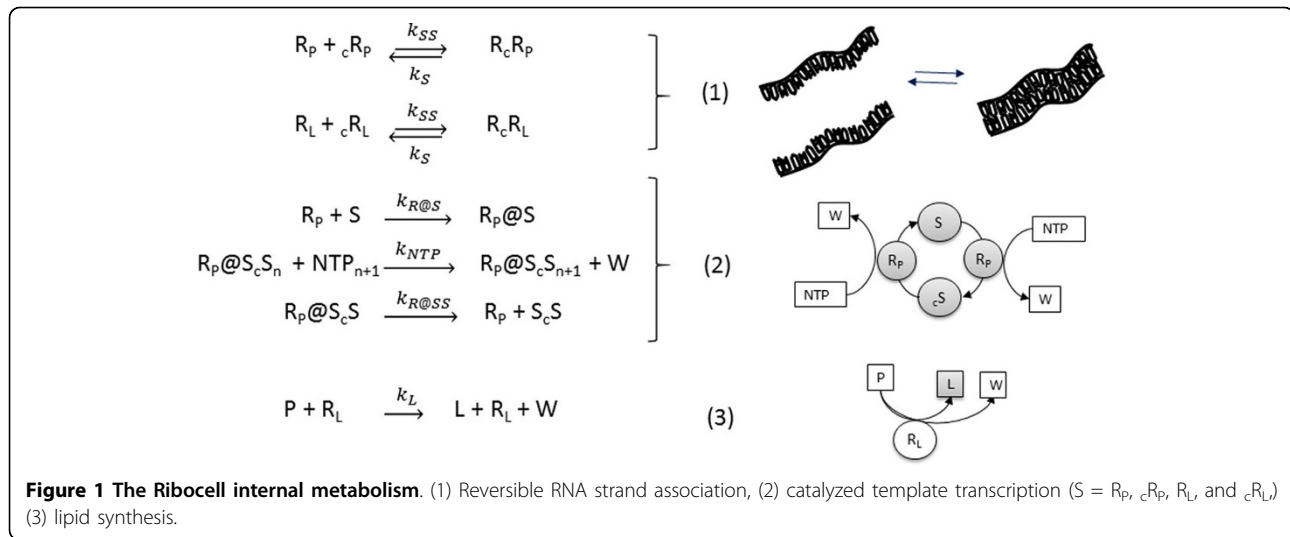 R_P + _cR_P ⇌ R_cR_P k_SS k_S
R_L + _cR_L ⇌ R_cR_L k_SS k_S
(1)
R_P + S —k_R@S→ R_P@S
R_P@S_cS_n + NTP_n+1 —k_NTP→ R_P@S_cS_n+1 + W
R_P@S_cS —k_R@SS→ R_P + S_cS
(2)
W
S
NTP
R_P
R_P
NTP
_cS
W
P + R_L —k_L→ L + R_L + W
(3)
P
L
W
R_L
Figure 1 The Ribocell internal metabolism. (1) Reversible RNA strand association, (2) catalyzed template transcription (S = R_P, _cR_P, R_L, and _cR_L,)
(3) lipid synthesis.